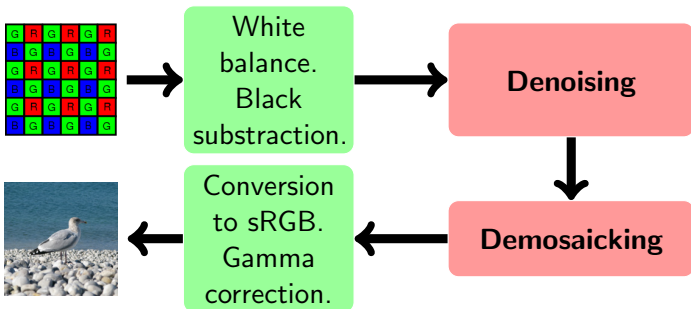 G R G R G R
B G B G B G
G R G R G R
B G B G B G
G R G R G R
B G B G B G
White
balance.
Black
substraction.
Denoising
Demosaicking
Conversion
to sRGB.
Gamma
correction.